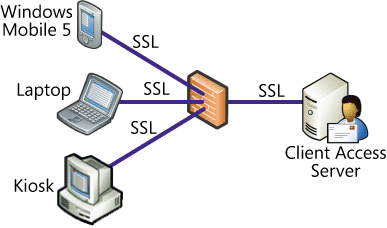 Windows
Mobile 5
SSL
Laptop
SSL
SSL
SSL
Kiosk
Client Access
Server